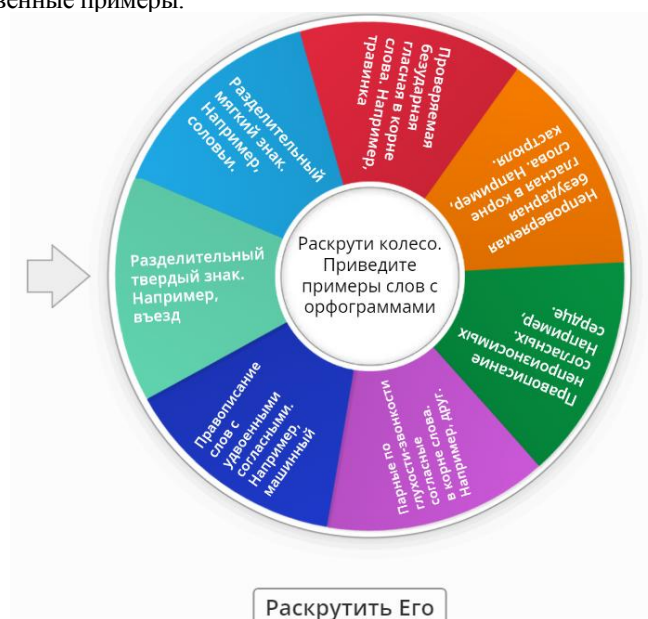 венные примеры.
Разделительный
мягкий знак.
Например,
соловьи.
Проверяемая
безударная
гласная в корне
слова. Например,
травинка
Непроверяемая
безударная
гласная в корне
слова. Например,
кастрюля.
Разделительный
твердый знак.
Например,
въезд
Раскрути колесо.
Приведите
примеры слов с
орфограммами
Правописание
непроизносимых
согласных.
Например,
сердце.
Правописание
слов с
удвоенными
согласными.
Например,
машинный
Парные по
глухости-звонкости
согласные
в корне слова.
Например, друг.
Раскрутить Его